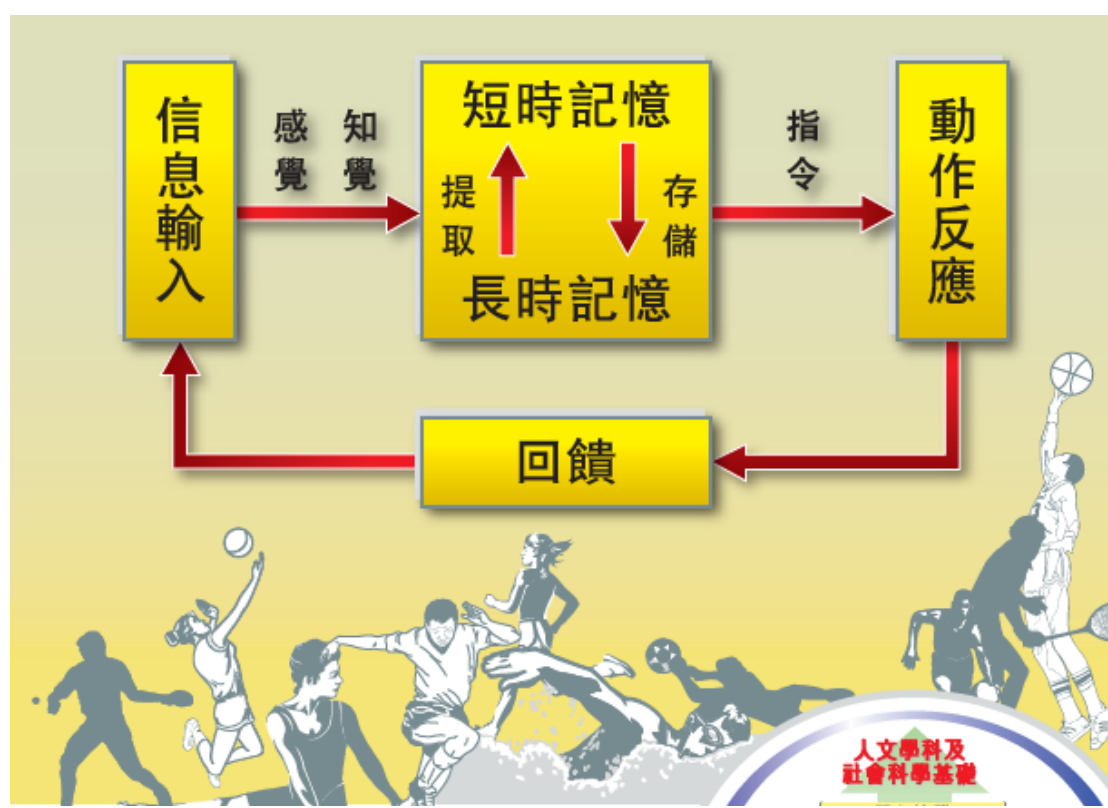 信息輸入
感覺
知覺
短時記憶
提取
存儲
長時記憶
指令
動作反應
回饋
人文學科及
社會科學基礎